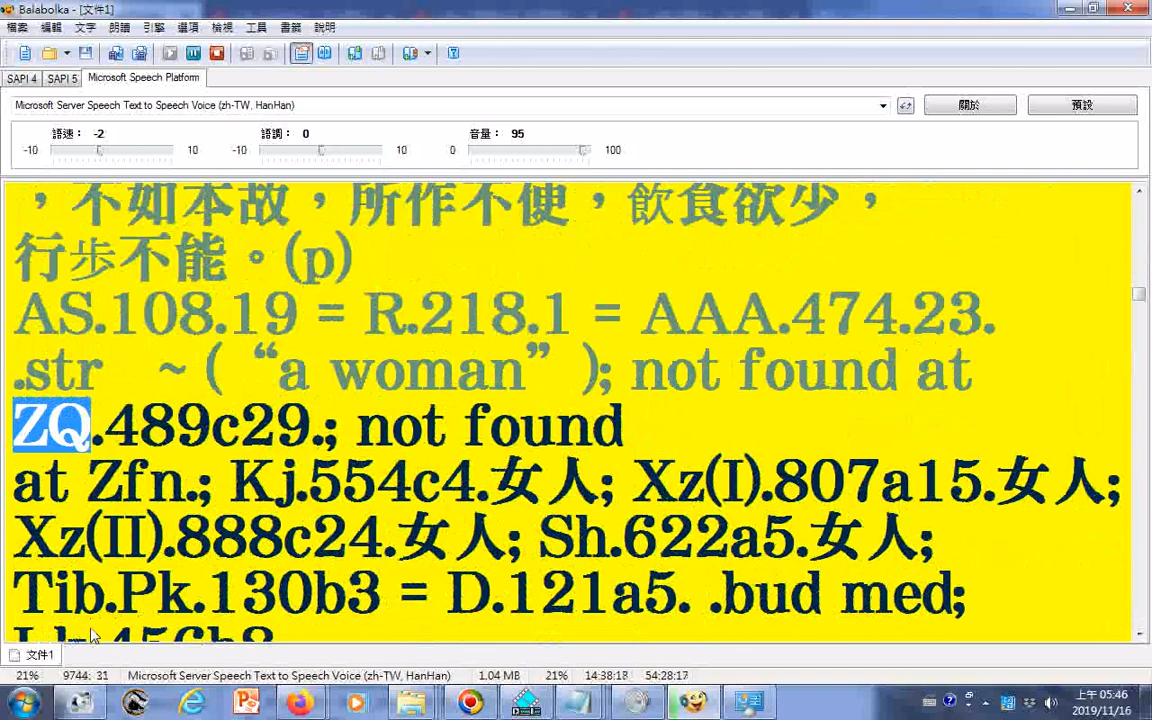 Balabolka - [文件1]
檔案 編輯 文字 朗讀 引擎 選項 檢視 工具 書籤 說明
SAPI 4 SAPI 5 Microsoft Speech Platform
Microsoft Server Speech Text to Speech Voice (zh-TW, HanHan) 關於 預設
語速： -2 語調： 0 音量： 95
-10 10 -10 10 0 100
，不如本故，所作不便，飲食欲少，
行步不能。(p)
AS.108.19 = R.218.1 = AAA.474.23.
.str ~ (“a woman”); not found at
ZQ.489c29.; not found
at Zfn.; Kj.554c4.女人; Xz(I).807a15.女人;
Xz(II).888c24.女人; Sh.622a5.女人;
Tib.Pk.130b3 = D.121a5. .bud med;
文件1
21% 9744: 31 Microsoft Server Speech Text to Speech Voice (zh-TW, HanHan) 1.04 MB 21% 14:38:18 54:28:17
上午 05:46
2019/11/16